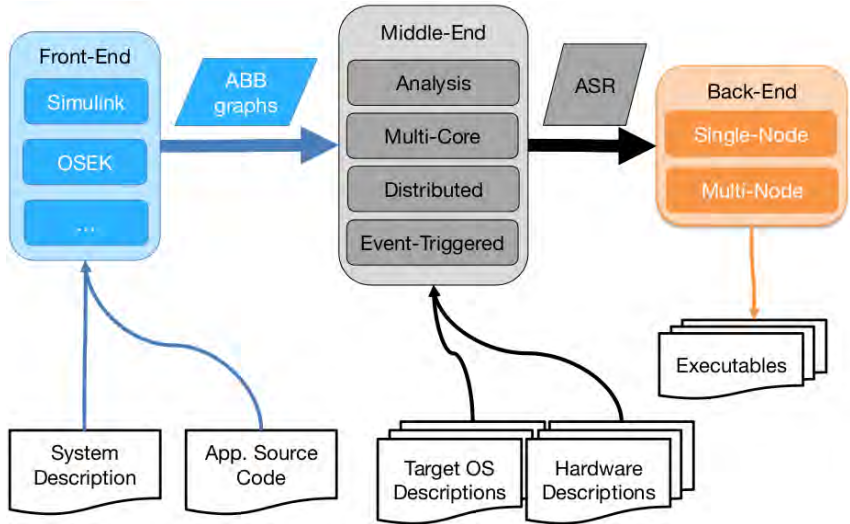 Front-End
Simulink
OSEK
...
ABB
graphs
Middle-End
Analysis
Multi-Core
Distributed
Event-Triggered
ASR
Back-End
Single-Node
Multi-Node
Executables
System
Description
App. Source
Code
Target OS
Descriptions
Hardware
Descriptions